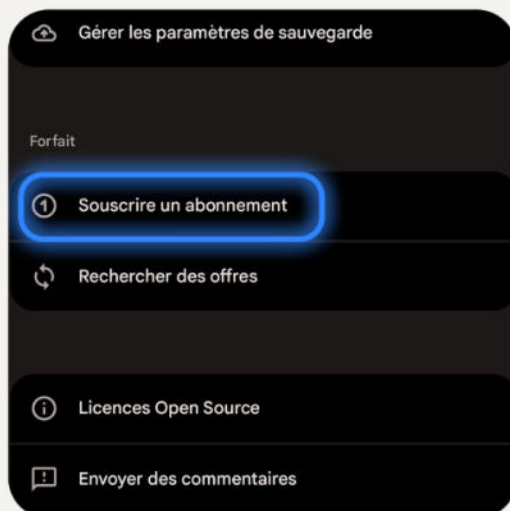 Gérer les paramètres de sauvegarde
Forfait
Souscrire un abonnement
Rechercher des offres
Licences Open Source
Envoyer des commentaires